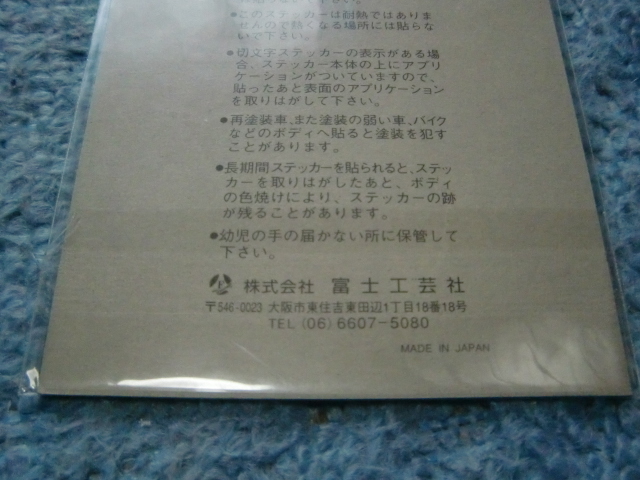 ●このステッカーは耐熱ではありま
せんので熱くなる場所には貼らな
いで下さい。
●切文字ステッカーの表示がある場
合、ステッカー本体の上にアプリ
ケーションがついていますので、
貼ったあと表面のアプリケーション
を取りはがして下さい。
●再塗装車、また塗装の弱い車、バイク
などのボディへ貼ると塗装を犯す
ことがあります。
●長期間ステッカーを貼られると、ステッ
カーを取りはがしたあと、ボディ
の色焼けにより、ステッカーの跡
が残ることがあります。
●幼児の手の届かない所に保管して
下さい。
株式会社 富士工芸社
〒546-0023 大阪市東住吉東田辺1丁目18番18号
TEL (06) 6607-5080
MADE IN JAPAN